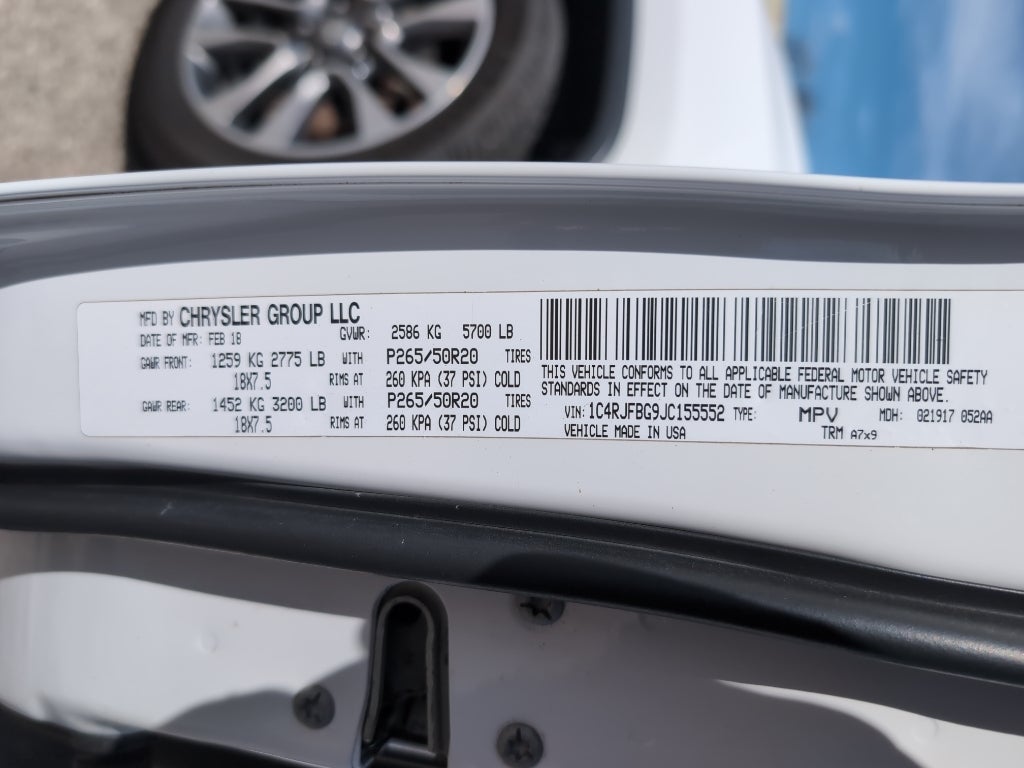 MFD BY CHRYSLER GROUP LLC
DATE OF MFR: FEB 18 GVWR: 2586 KG 5700 LB
GAWR FRONT: 1259 KG 2775 LB WITH P265/50R20 TIRES
18X7.5 RIMS AT 260 KPA (37 PSI) COLD
GAWR REAR: 1452 KG 3200 LB WITH P265/50R20 TIRES
18X7.5 RIMS AT 260 KPA (37 PSI) COLD
THIS VEHICLE CONFORMS TO ALL APPLICABLE FEDERAL MOTOR VEHICLE SAFETY
STANDARDS IN EFFECT ON THE DATE OF MANUFACTURE SHOWN ABOVE.
VIN: 1C4RJFBG9JC155552 TYPE: MPV MDH: 021917 052AA
VEHICLE MADE IN USA TRM A7x9